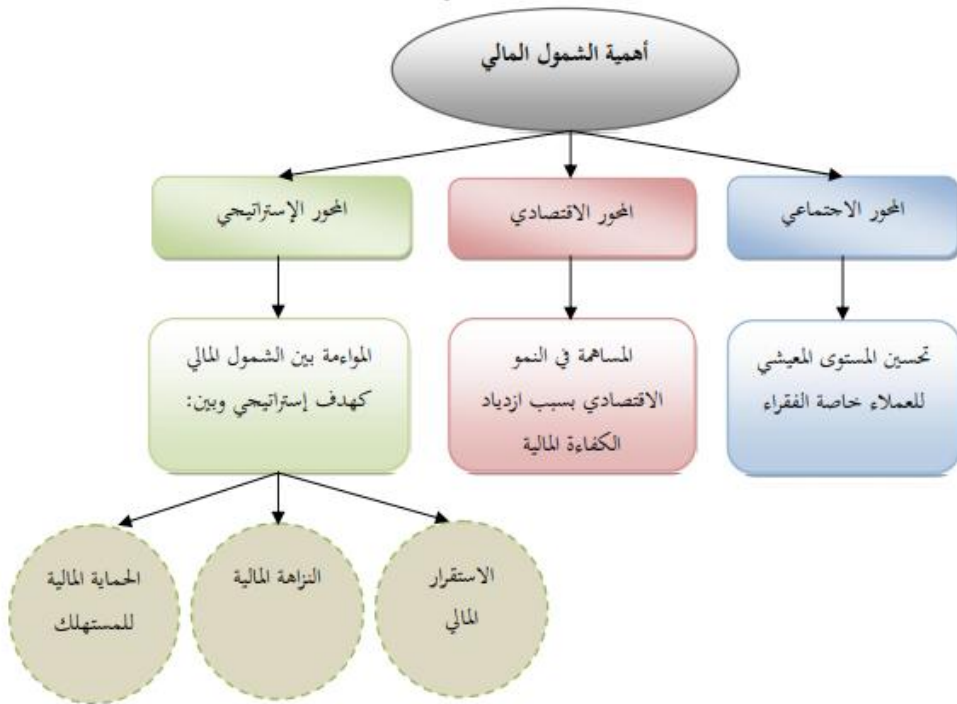 أهمية الشمول المالي
المحور الاجتماعي
المحور الاقتصادي
المحور الإستراتيجي
تحسين المستوى المعيشي
للعملاء خاصة الفقراء
المساهمة في النمو
الاقتصادي بسبب ازدياد
الكفاءة المالية
المواءمة بين الشمول المالي
كهدف إستراتيجي وبين:
الاستقرار
المالي
النزاهة المالية
الحماية المالية
للمستهلك